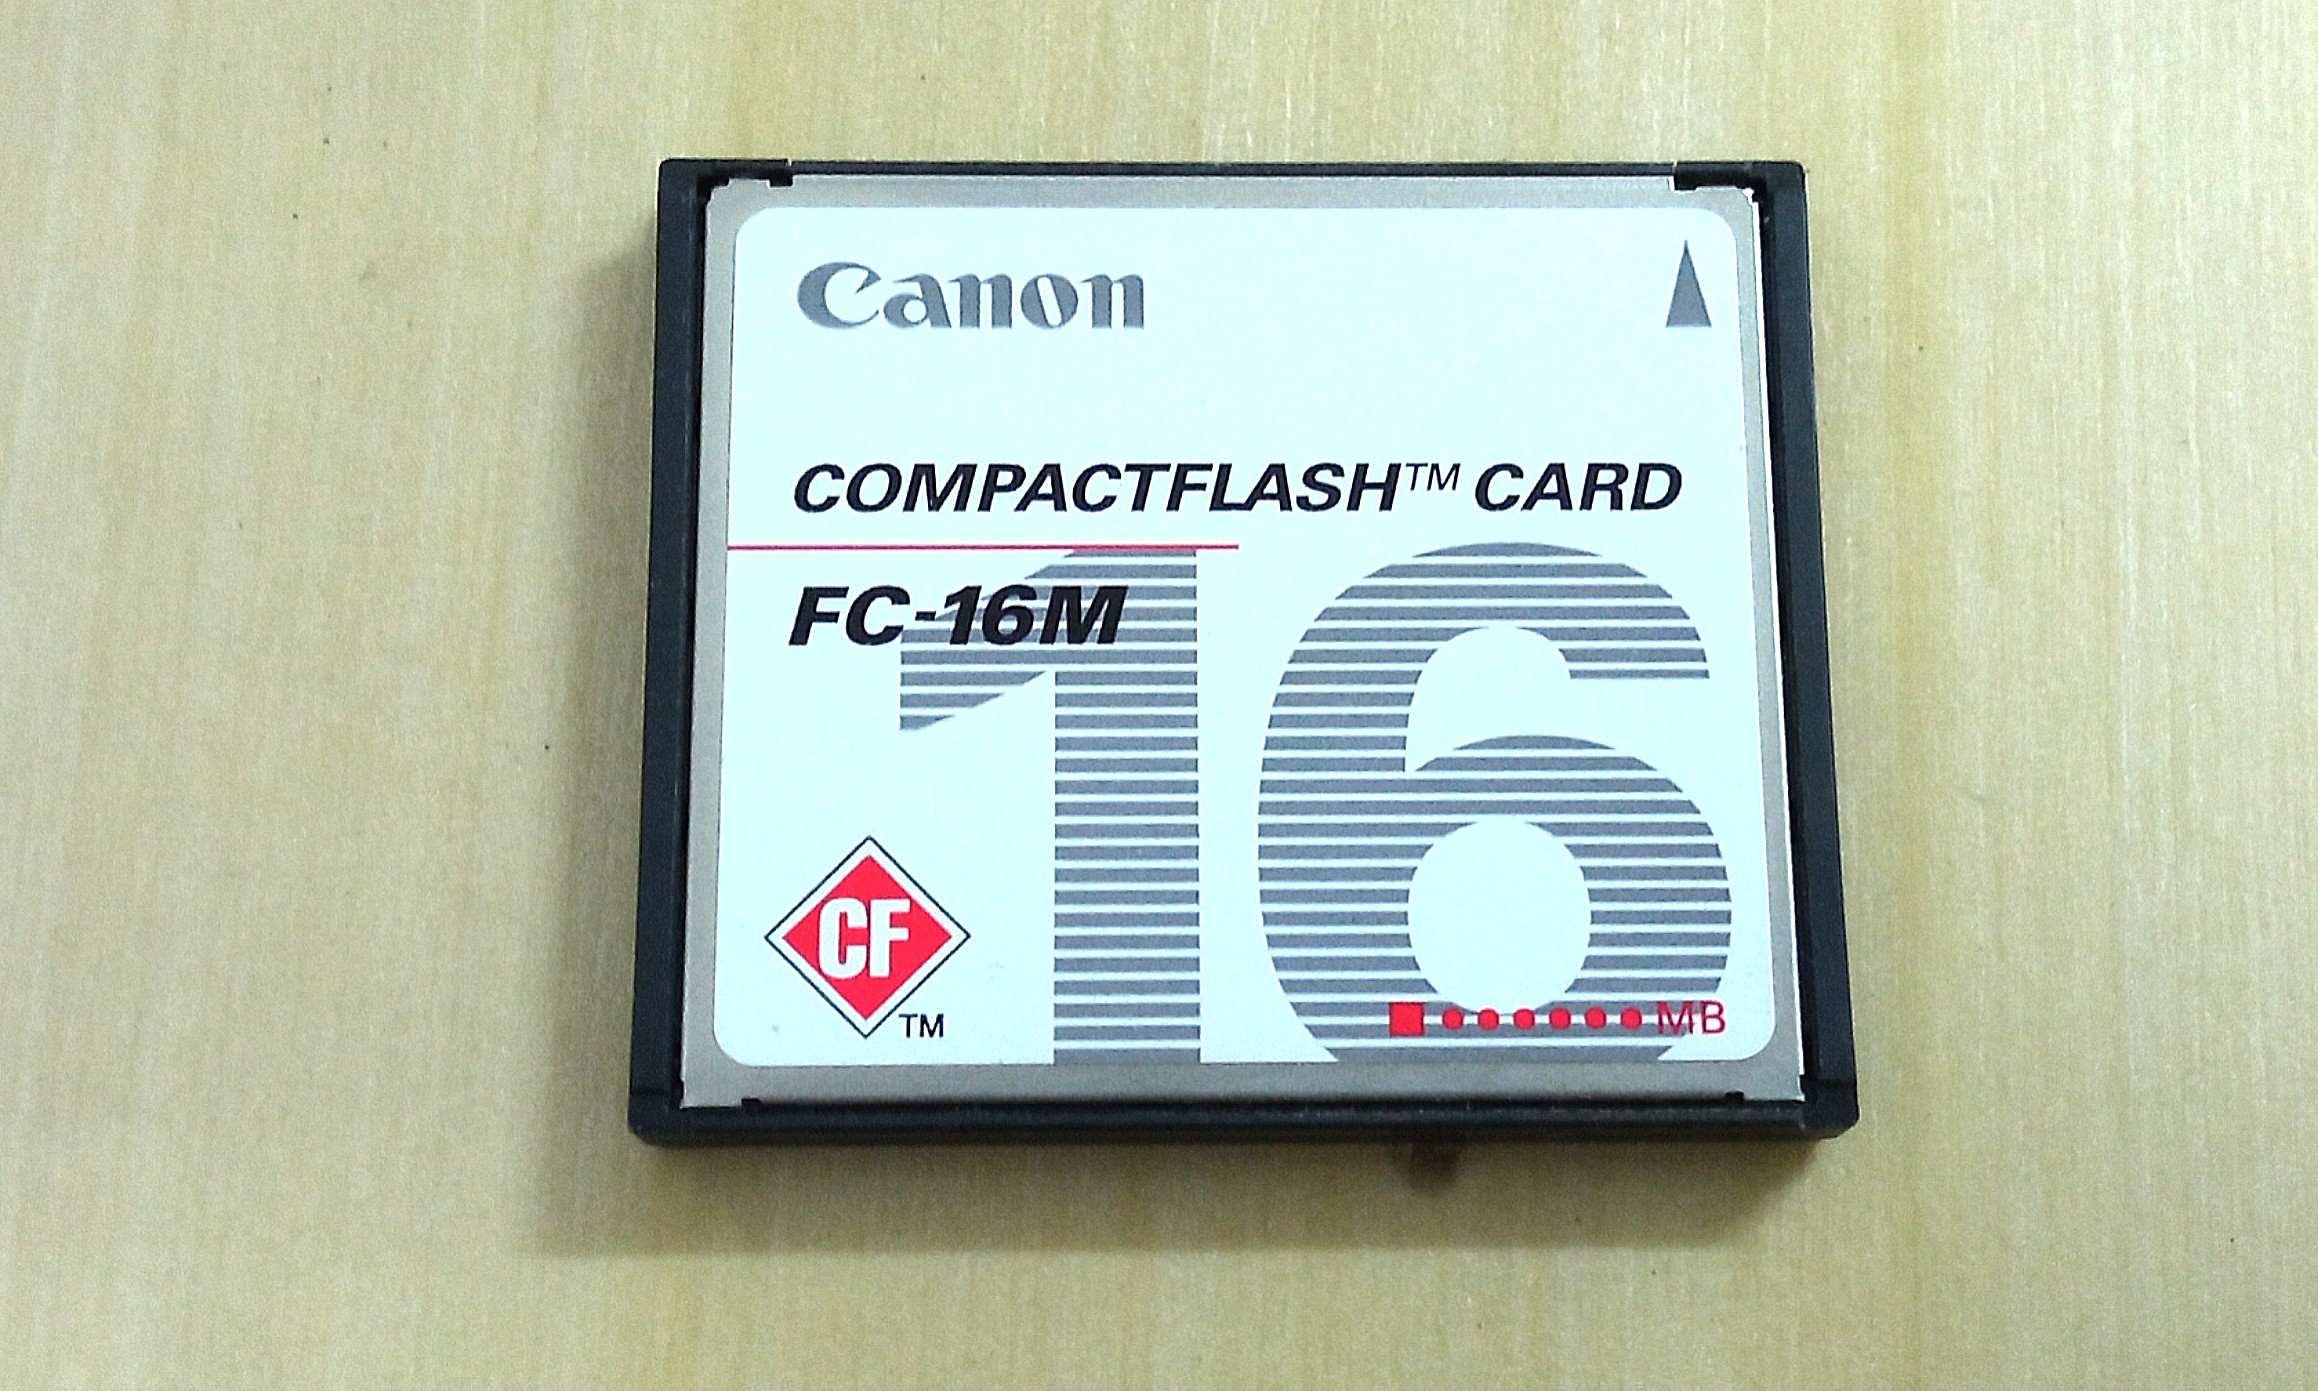 Canon
COMPACTFLASH™ CARD
FC-16M
16
CF
TM
MB